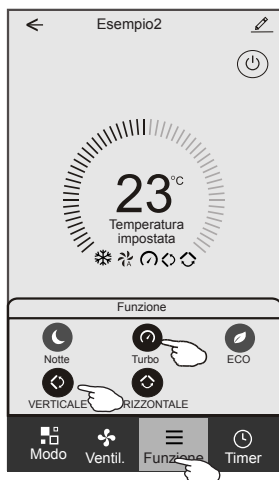 Esempio2
23°C
Temperatura
impostata
A
Funzione
Notte Turbo ECO
VERTICALE RIZZONTALE
Modo Ventil. Funzione Timer